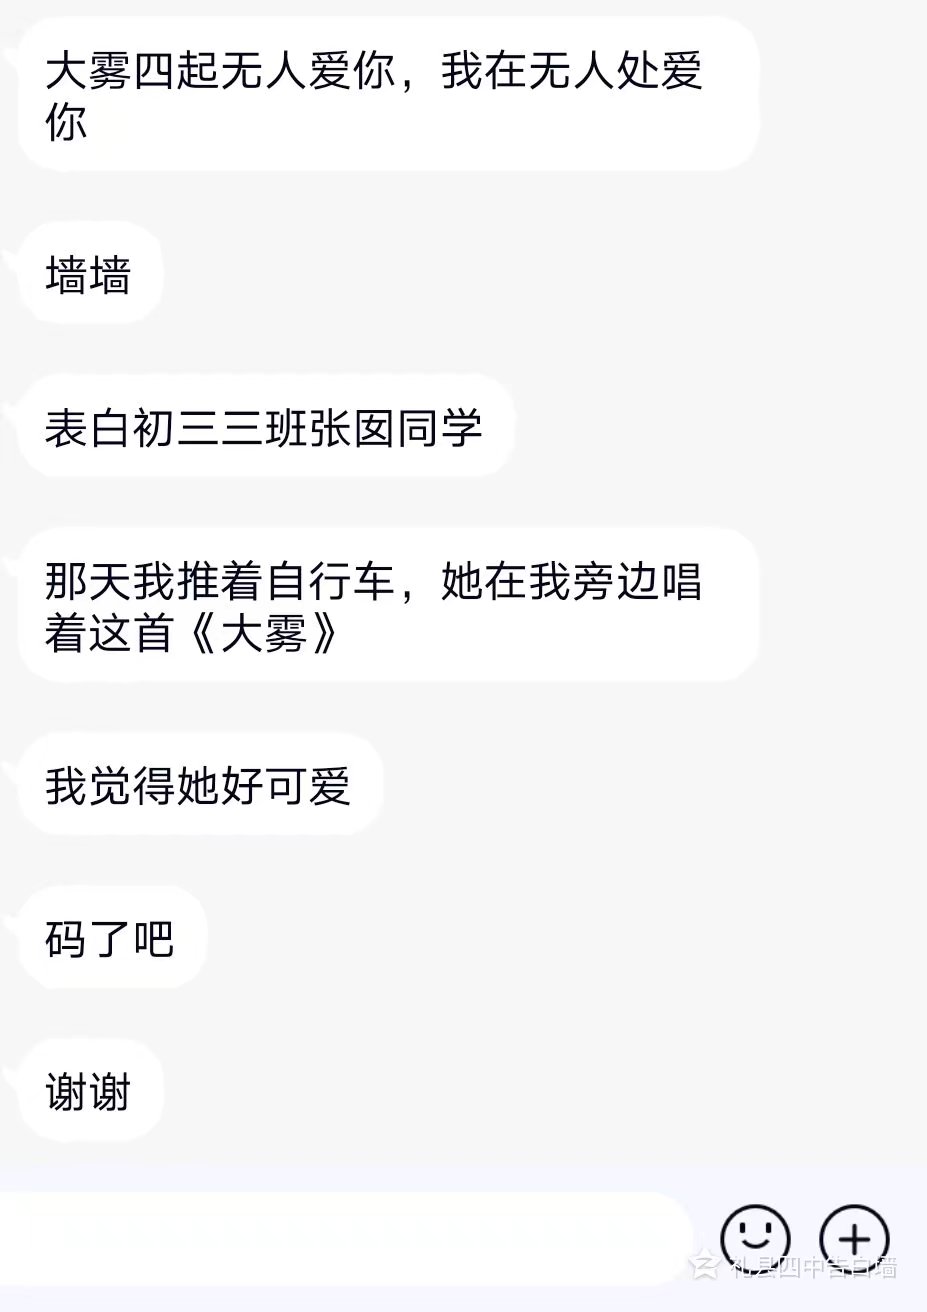 大雾四起无人爱你，我在无人处爱
你
墙墙
表白初三三班张囡同学
那天我推着自行车，她在我旁边唱
着这首《大雾》
我觉得她好可爱
码了吧
谢谢
礼县四中告白墙